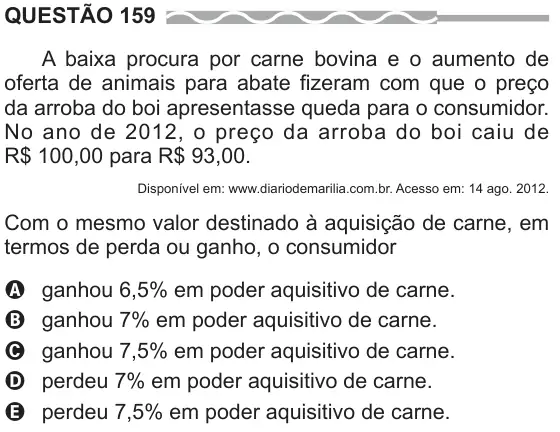 QUESTÃO 159
A baixa procura por carne bovina e o aumento de
oferta de animais para abate fizeram com que o preço
da arroba do boi apresentasse queda para o consumidor.
No ano de 2012, o preço da arroba do boi caiu de
R$ 100,00 para R$ 93,00.
Disponível em: www.diariodemarilia.com.br. Acesso em: 14 ago. 2012.
Com o mesmo valor destinado à aquisição de carne, em
termos de perda ou ganho, o consumidor
A ganhou 6,5% em poder aquisitivo de carne.
B ganhou 7% em poder aquisitivo de carne.
C ganhou 7,5% em poder aquisitivo de carne.
D perdeu 7% em poder aquisitivo de carne.
E perdeu 7,5% em poder aquisitivo de carne.